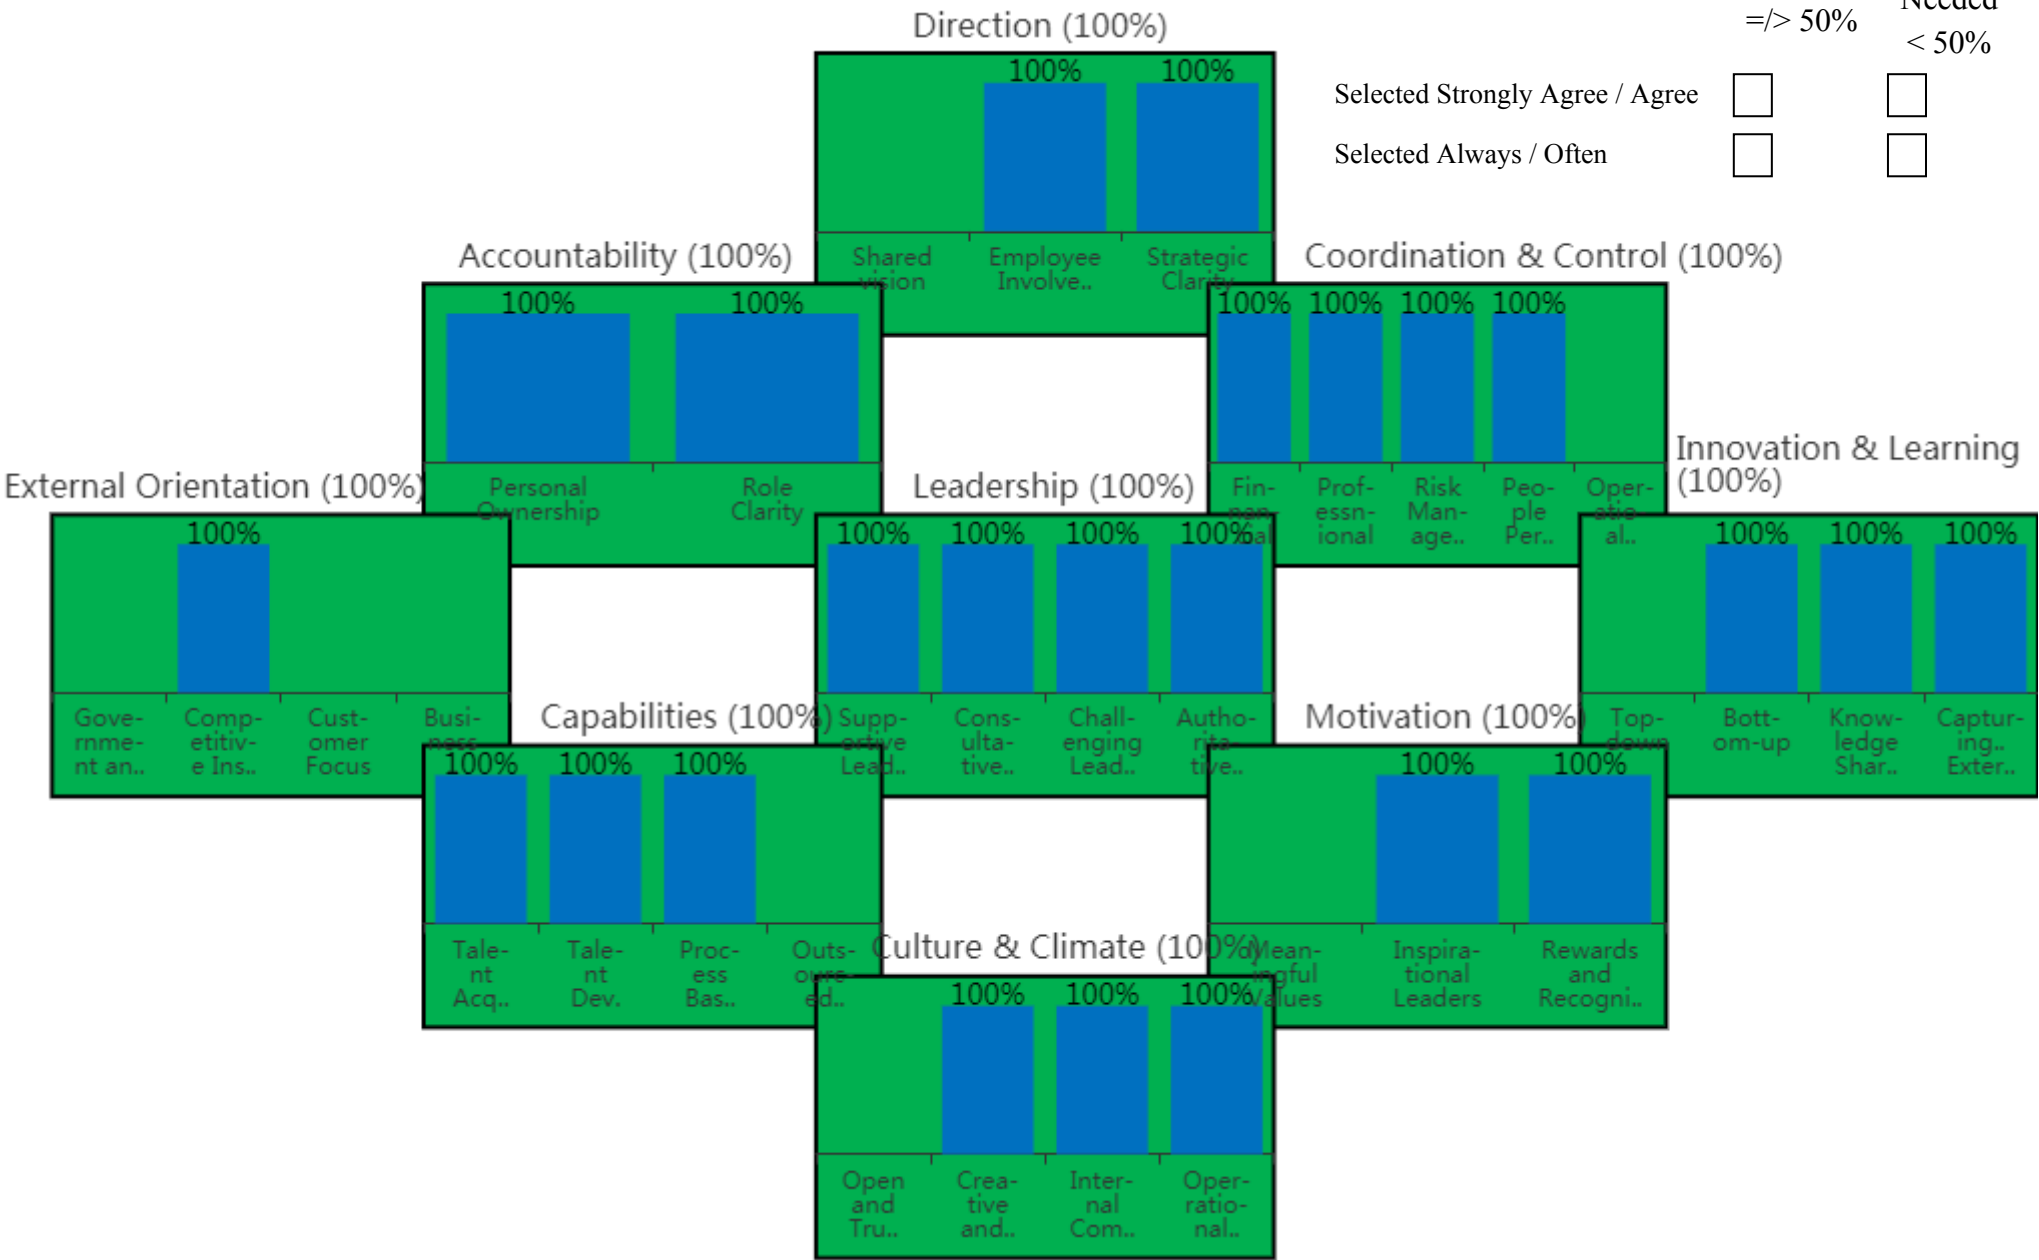 Direction (100%)
100% 100%
Shared Employee Strategic
vision Involve.. Clarity
Needed
=/> 50%
< 50%
Selected Strongly Agree / Agree
Selected Always / Often
Accountability (100%)
100% 100%
Personal Role
Ownership Clarity
Coordination & Control (100%)
100% 100% 100% 100%
Fin- Prof- Risk Peo- Oper-
nan- essn- Man- ple atio-
ial ional age.. Per.. al..
External Orientation (100%)
100%
Gove- Comp- Cust- Busi-
rnme- etitiv- omer ness
nt an.. e Ins.. Focus
Leadership (100%)
100% 100% 100% 100%
Supp- Cons- Chall- Autho-
ortive ulta- enging rita-
Lead.. tive.. Lead.. tive..
Innovation & Learning
(100%)
100% 100% 100%
Top- Bott- Know- Captur-
down om-up ledge ing..
Shar.. Exter..
Capabilities (100%)
100% 100% 100%
Tale- Tale- Proc- Outs-
nt nt ess oure-
Acq.. Dev. Bas.. ed..
Motivation (100%)
100% 100%
Mean- Inspira- Rewards
ingful tional and
Values Leaders Recogni..
Culture & Climate (100%)
100% 100% 100%
Open Crea- Inter- Oper-
and tive nal ratio-
Tru.. and.. Com.. nal..